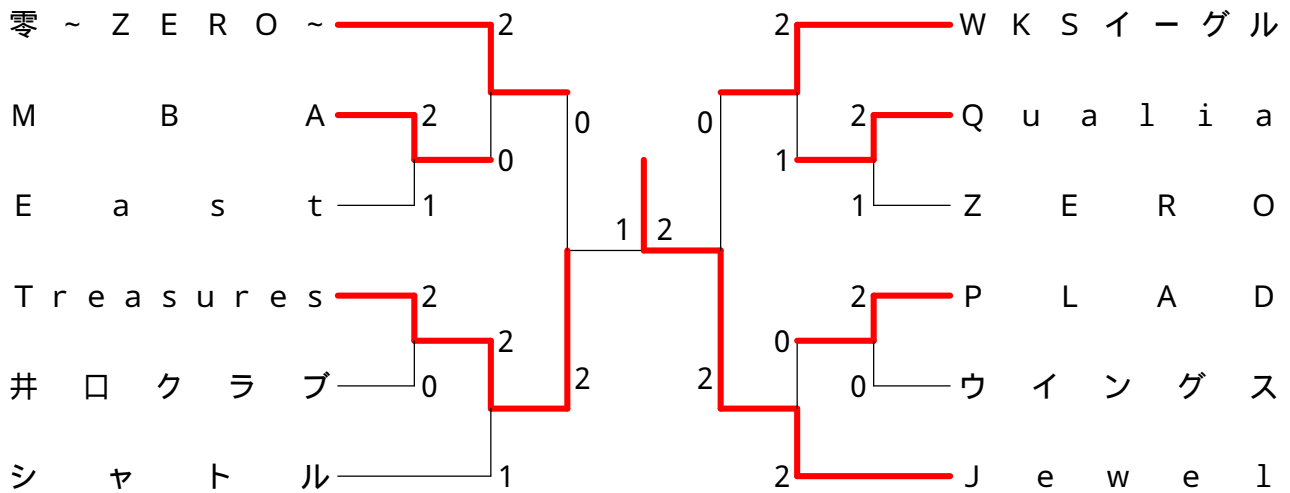 零~ZERO~ 2 2 WKSイーグル
MBA 2 2 Qualia
0 0
0 1
East 1 1 ZERO
1 2
Treasures 2 2 PLAD
2 0
2 2
井口クラブ 0 0 ウイングス
シャトル 1 2 Jewel